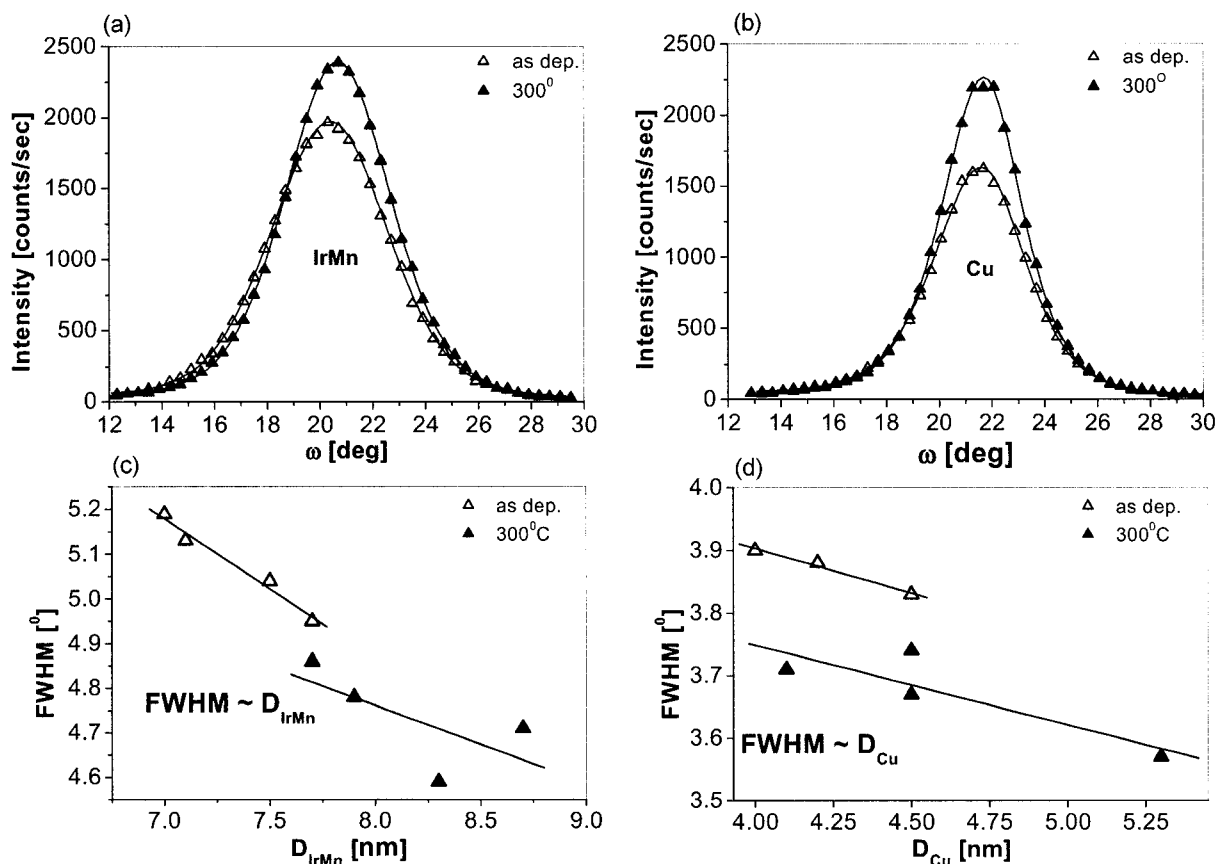 (a)
2500
2000
1500
1000
500
0
Intensity [counts/sec]
as dep.
300⁰
IrMn
12 14 16 18 20 22 24 26 28 30
ω [deg]
(b)
2500
2000
1500
1000
500
0
Intensity [counts/sec]
as dep.
300ᴼ
Cu
12 14 16 18 20 22 24 26 28 30
ω [deg]
(c)
5.2
5.1
5.0
4.9
4.8
4.7
4.6
FWHM [⁰]
as dep.
300⁰C
FWHM ~ D_IrMn
7.0 7.5 8.0 8.5 9.0
D_IrMn [nm]
(d)
4.0
3.9
3.8
3.7
3.6
3.5
FWHM [⁰]
as dep.
300⁰C
FWHM ~ D_Cu
4.00 4.25 4.50 4.75 5.00 5.25
D_Cu [nm]